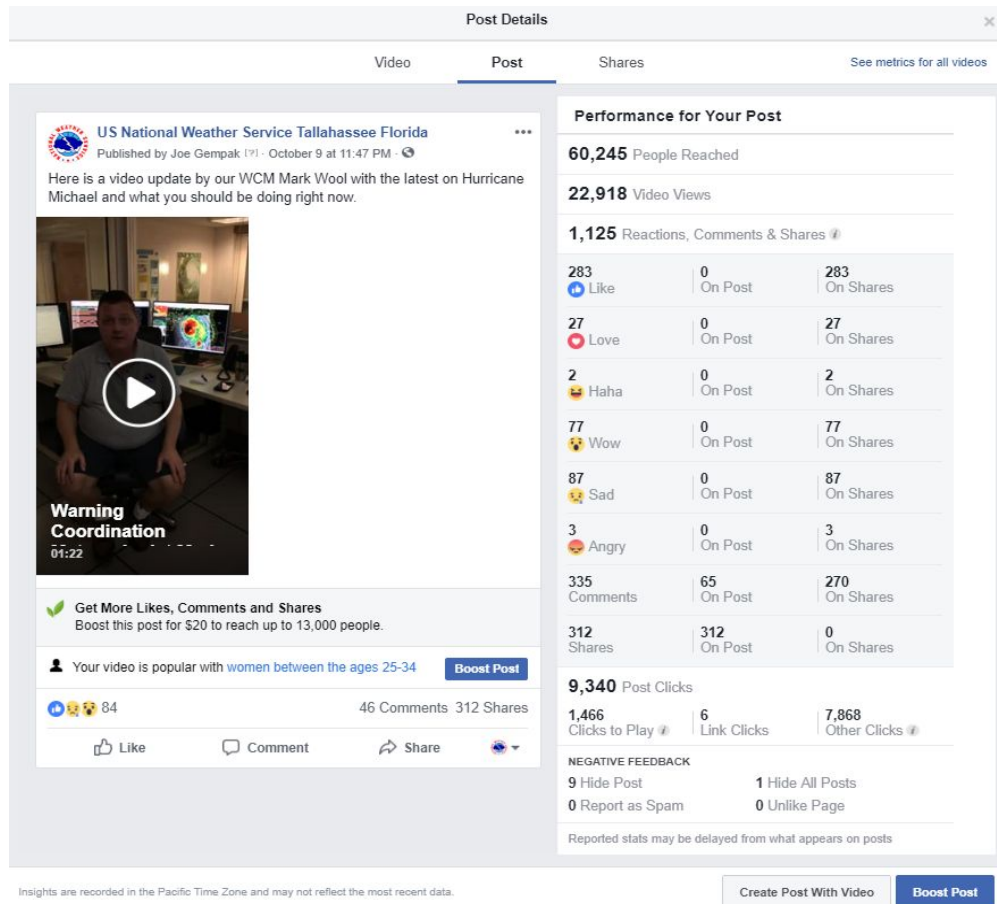 Post Details
×
Video Post Shares See metrics for all videos
US National Weather Service Tallahassee Florida
Published by Joe Gempak [?] · October 9 at 11:47 PM ·
Here is a video update by our WCM Mark Wool with the latest on Hurricane
Michael and what you should be doing right now.
Warning
Coordination
01:22
Get More Likes, Comments and Shares
Boost this post for $20 to reach up to 13,000 people.
Your video is popular with women between the ages 25-34 Boost Post
84 46 Comments 312 Shares
Like Comment Share
Performance for Your Post
60,245 People Reached
22,918 Video Views
1,125 Reactions, Comments & Shares
283 0 283
Like On Post On Shares
27 0 27
Love On Post On Shares
2 0 2
Haha On Post On Shares
77 0 77
Wow On Post On Shares
87 0 87
Sad On Post On Shares
3 0 3
Angry On Post On Shares
335 65 270
Comments On Post On Shares
312 312 0
Shares On Post On Shares
9,340 Post Clicks
1,466 6 7,868
Clicks to Play Link Clicks Other Clicks
NEGATIVE FEEDBACK
9 Hide Post 1 Hide All Posts
0 Report as Spam 0 Unlike Page
Reported stats may be delayed from what appears on posts
Insights are recorded in the Pacific Time Zone and may not reflect the most recent data.
Create Post With Video Boost Post